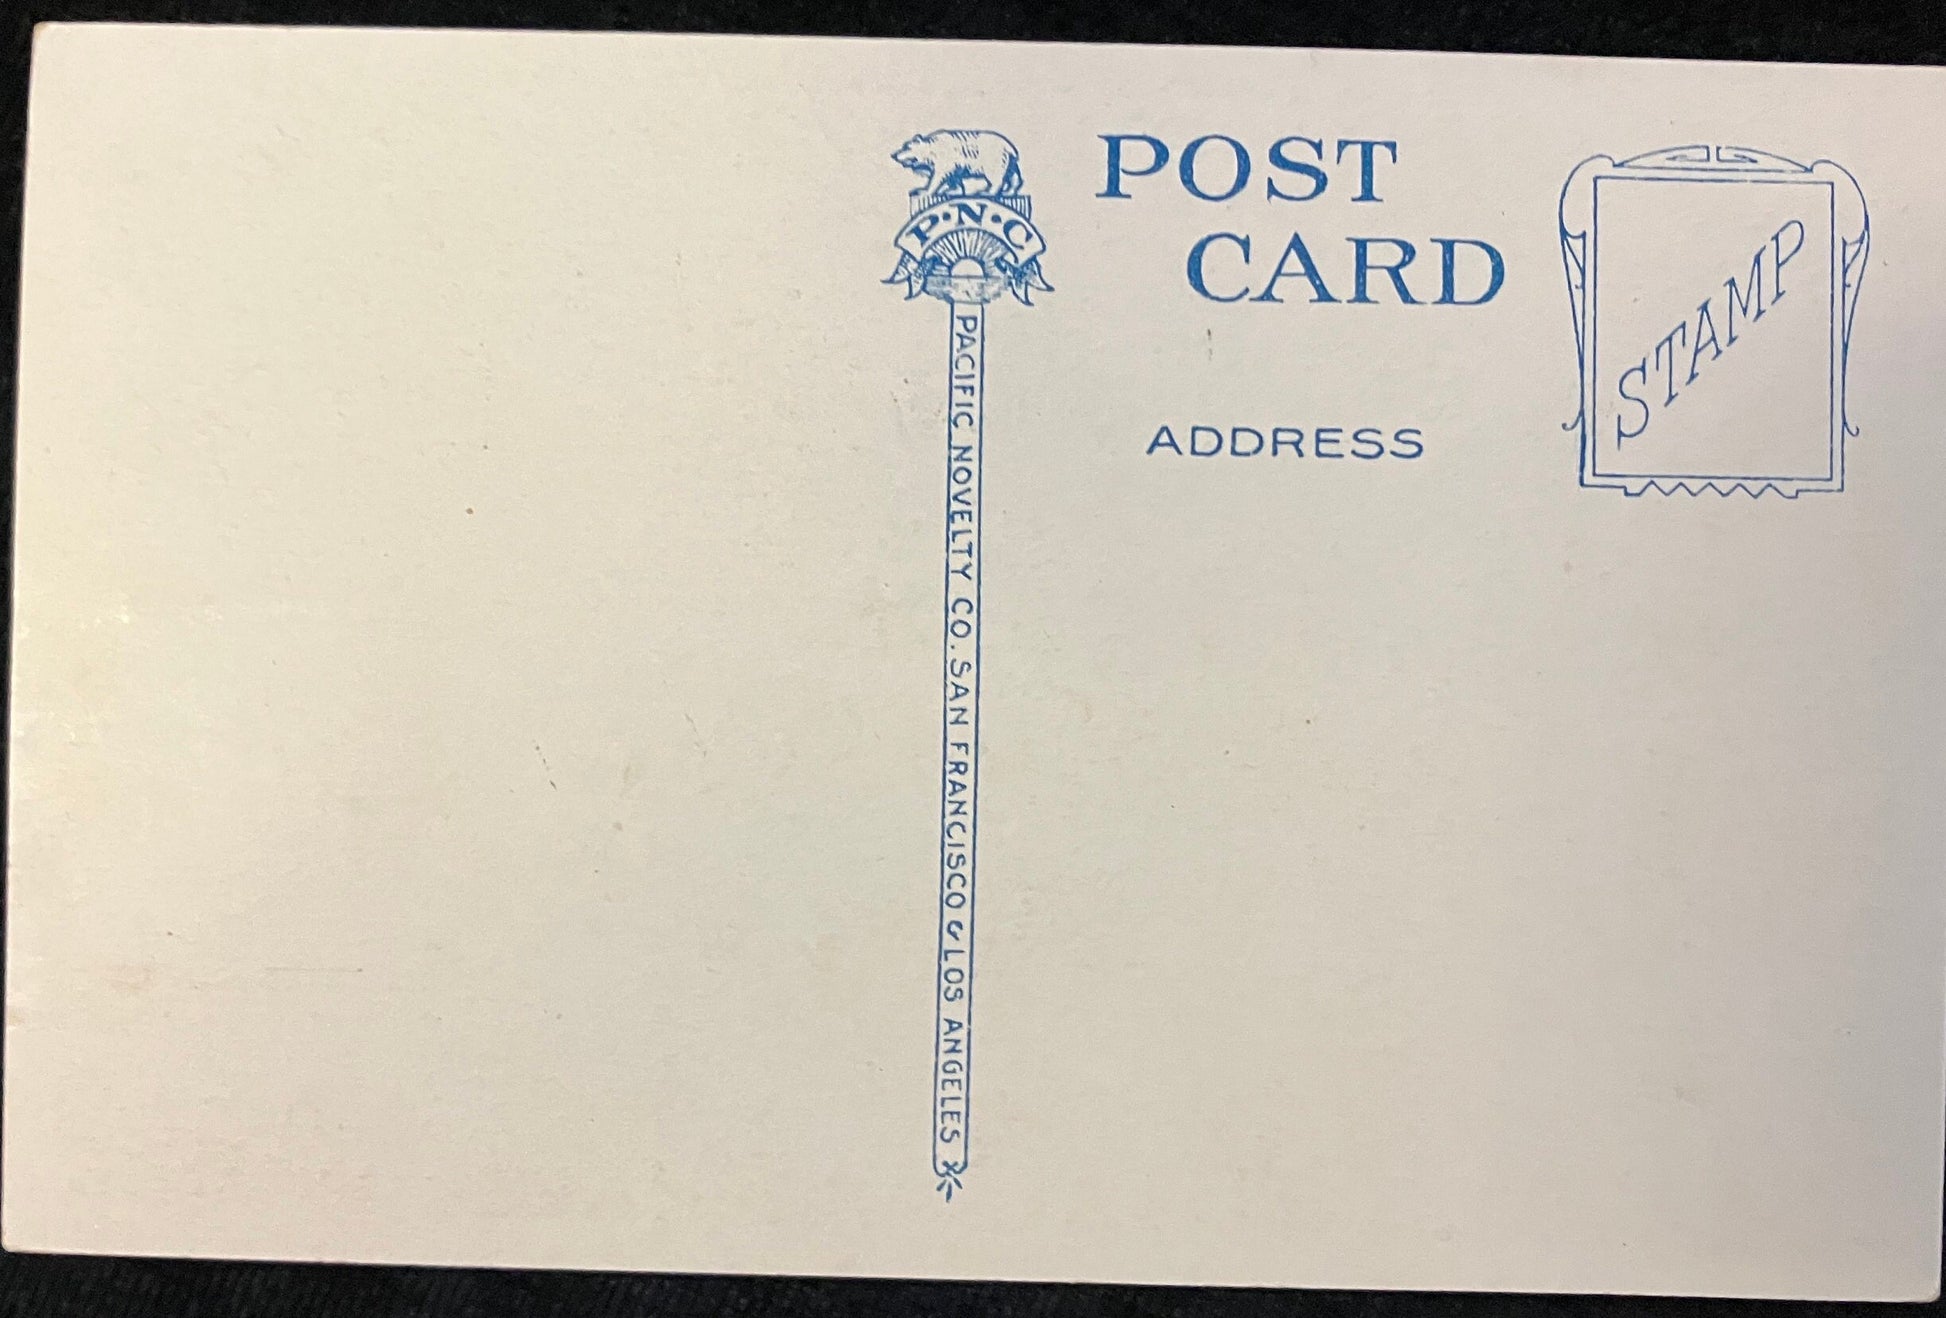 P·N·C
POST
CARD
STAMP
ADDRESS
PACIFIC NOVELTY CO. SAN FRANCISCO & LOS ANGELES